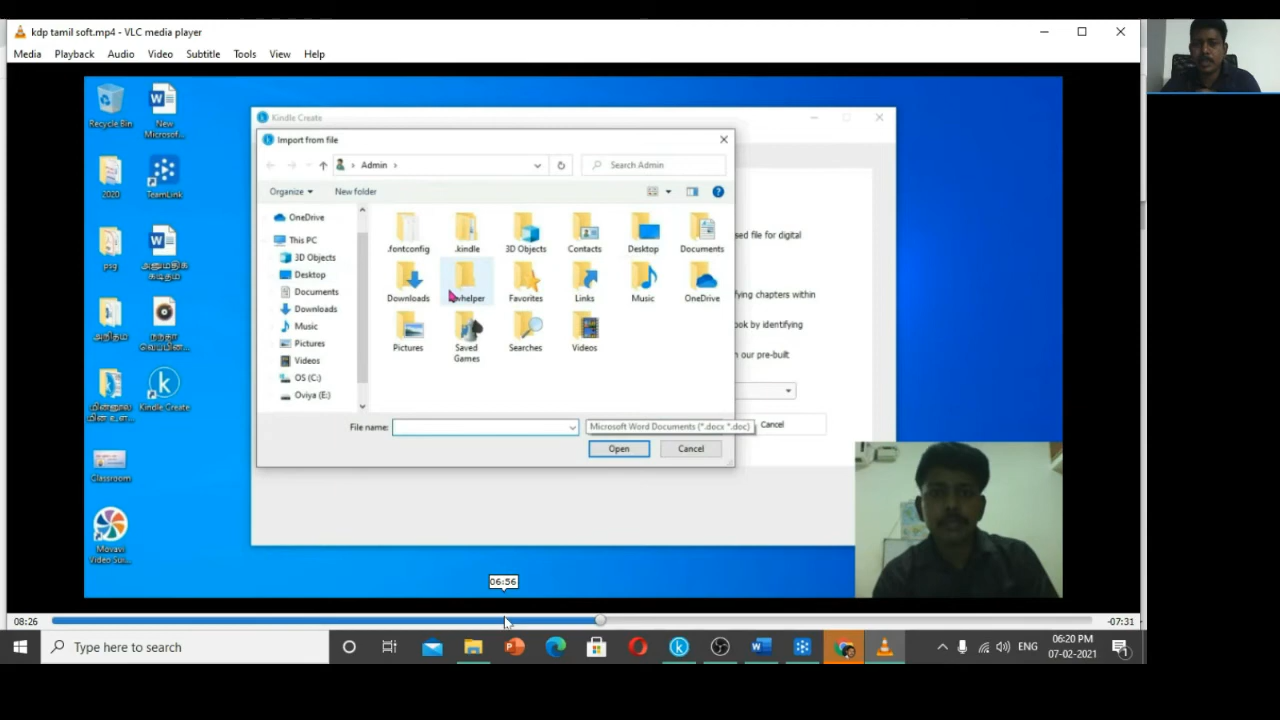 kdp tamil soft.mp4 - VLC media player
Media Playback Audio Video Subtitle Tools View Help
Recycle Bin
New Microsoft...
2020
TeamLink
psg
Kindle Create
Classroom
Movavi
Video Sui...
Kindle Create
Import from file
Admin
Search Admin
Organize
New folder
OneDrive
This PC
3D Objects
Desktop
Documents
Downloads
Music
Pictures
Videos
OS (C:)
Oviya (E:)
.fontconfig
.kindle
3D Objects
Contacts
Desktop
Documents
Downloads
Favorites
Links
Music
OneDrive
Pictures
Saved
Games
Searches
Videos
File name:
Microsoft Word Documents (*.docx *.doc)
Open
Cancel
sed file for digital
ying chapters within
ook by identifying
our pre-built
Cancel
06:56
08:26
-07:31
Type here to search
ENG
06:20 PM
07-02-2021
1